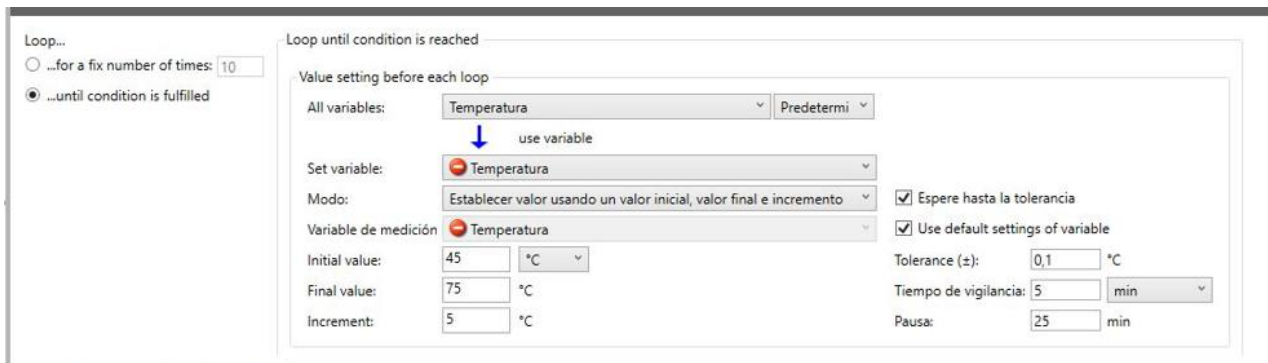 Loop...
...for a fix number of times: 10
...until condition is fulfilled
Loop until condition is reached
Value setting before each loop
All variables: Temperatura Predetermi
use variable
Set variable: Temperatura
Modo: Establecer valor usando un valor inicial, valor final e incremento Espere hasta la tolerancia
Variable de medición Temperatura Use default settings of variable
Initial value: 45 °C Tolerance (±): 0,1 °C
Final value: 75 °C Tiempo de vigilancia: 5 min
Increment: 5 °C Pausa: 25 min